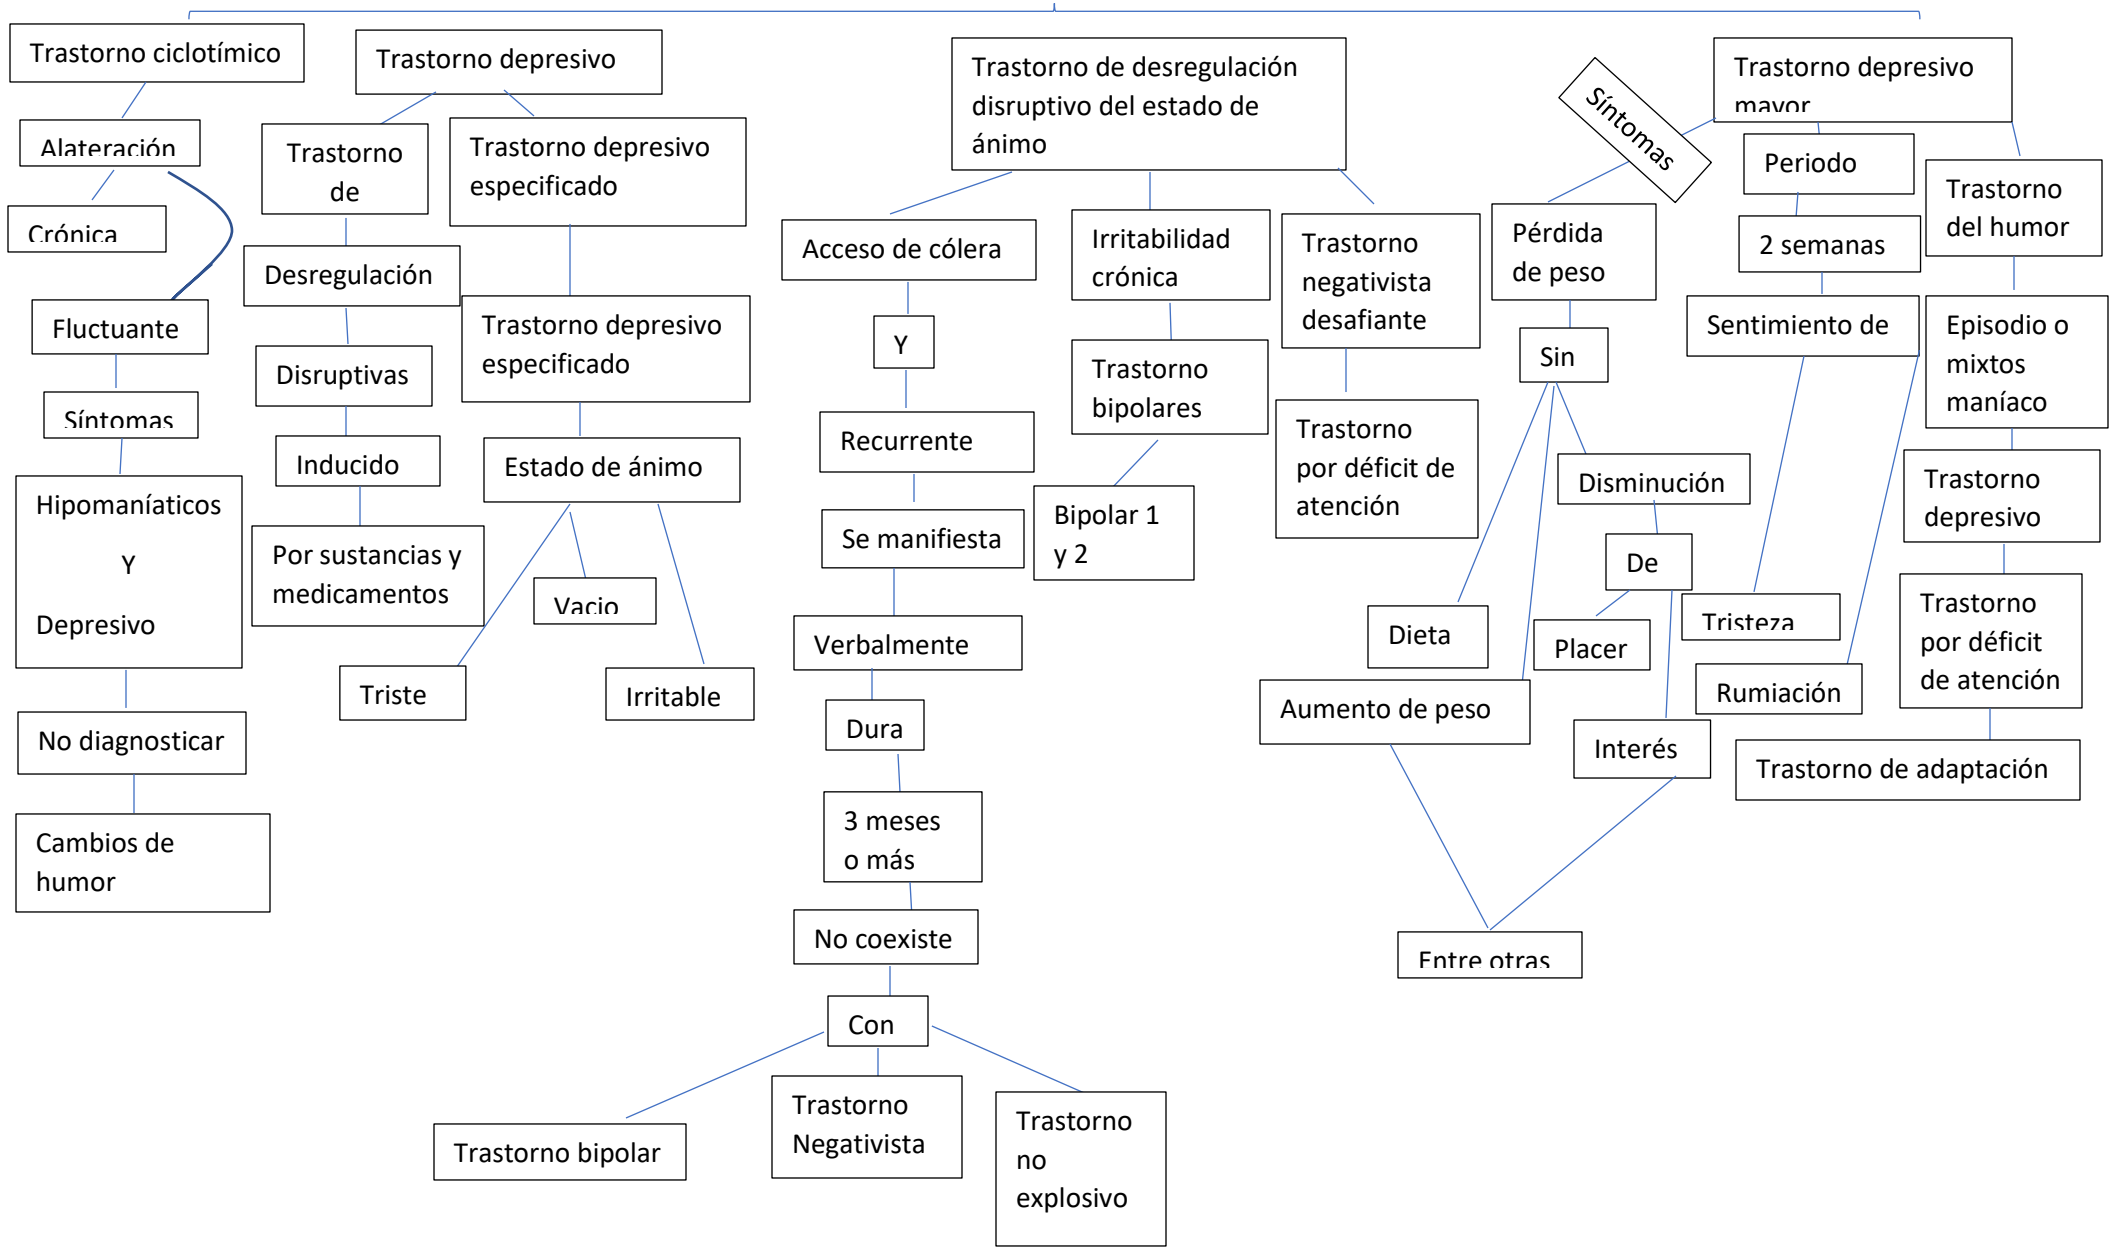 Trastorno ciclotímico
Alateración
Crónica
Fluctuante
Síntomas
Hipomaníaticos
Y
Depresivo
No diagnosticar
Cambios de
humor
Trastorno depresivo
Trastorno
de
Desregulación
Disruptivas
Inducido
Por sustancias y
medicamentos
Trastorno depresivo
especificado
Trastorno depresivo
especificado
Estado de ánimo
Triste
Vacio
Irritable
Trastorno de desregulación
disruptivo del estado de
ánimo
Acceso de cólera
Y
Recurrente
Se manifiesta
Verbalmente
Dura
3 meses
o más
No coexiste
Con
Trastorno bipolar
Trastorno
Negativista
Trastorno
no
explosivo
Irritabilidad
crónica
Trastorno
bipolares
Bipolar 1
y 2
Trastorno
negativista
desafiante
Trastorno
por déficit de
atención
Trastorno depresivo
mayor
Síntomas
Pérdida
de peso
Sin
Dieta
Aumento de peso
Disminución
De
Placer
Interés
Entre otras
Periodo
2 semanas
Sentimiento de
Tristeza
Rumiación
Trastorno
del humor
Episodio o
mixtos
maníaco
Trastorno
depresivo
Trastorno
por déficit
de atención
Trastorno de adaptación